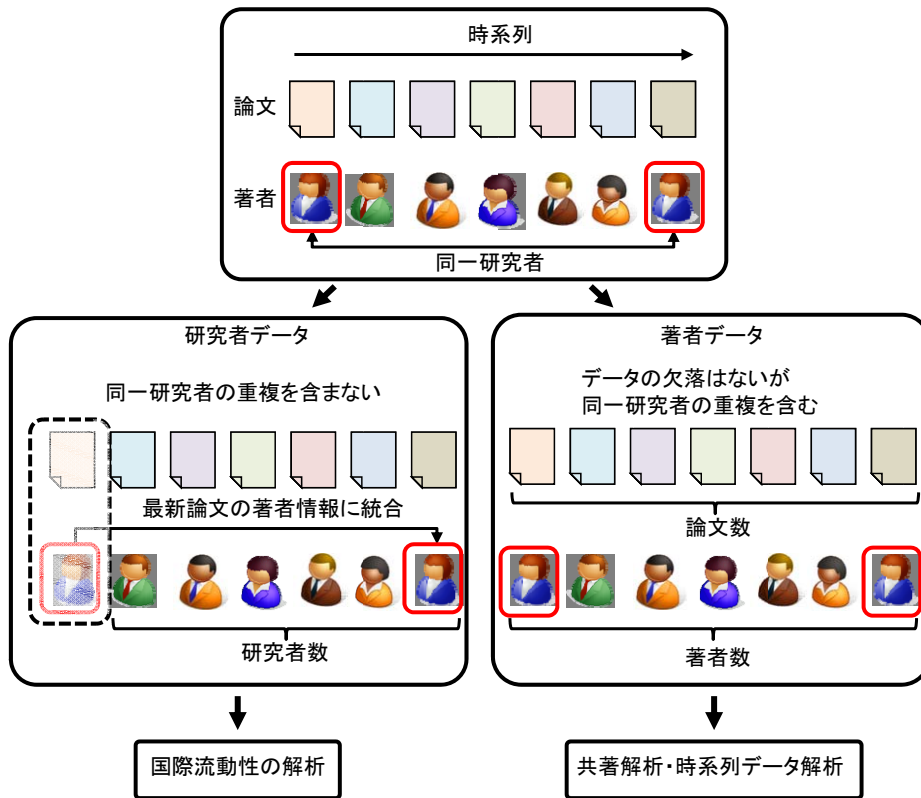 時系列
論文
著者
同一研究者
研究者データ
同一研究者の重複を含まない
最新論文の著者情報に統合
研究者数
国際流動性の解析
著者データ
データの欠落はないが
同一研究者の重複を含む
論文数
著者数
共著解析・時系列データ解析